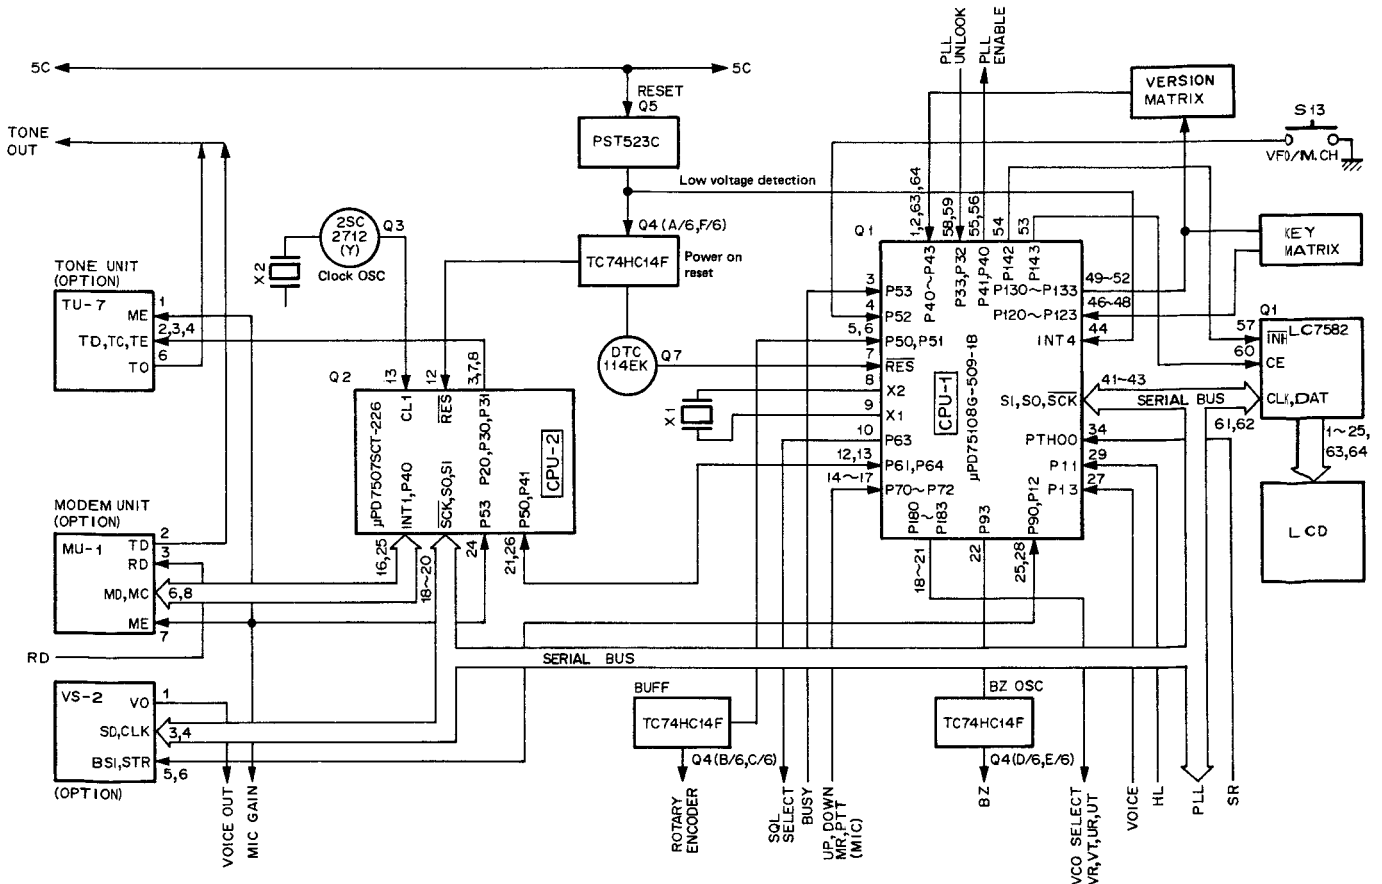 PLL
UNLOOK
PLL
ENABLE
5C
5C
RESET
Q5
PST523C
VERSION
MATRIX
S13
VFO/M.CH
TONE
OUT
Low voltage detection
1,2,63,64
58,59
55,56
54
53
Q3
2SC
2712
(Y)
Clock OSC
X2
Q4(A/6,F/6)
TC74HC14F
Power on
reset
Q1
KEY
MATRIX
TONE UNIT
(OPTION)
TU-7
1
ME
2,3,4
TD,TC,TE
6
TO
3
P53
4
P52
5,6
P50,P51
7
RES
8
X2
9
X1
10
P63
12,13
P61,P64
14~17
P70~P72
P40~P43
P33,P32
P41,P40
P142
P143
49~52
P130~P133
46~48
P120~P123
44
INT4
41~43
SI,SO,SCK
SERIAL BUS
34
PTH00
29
P11
27
P13
CPU-1
μPD75108G-509-1B
P180
~P183
P93
P90,P12
18~21
22
25,28
Q1
57
INH
LC7582
60
CE
CLK,DAT
61,62
1~25,
63,64
LCD
DTC
114EK
Q7
X1
Q2
13
12
3,7,8
CL1
RES
P20,P30,P31
μPD7507SCT-226
CPU-2
INT1,P40
SCK,SO,SI
P53
P50,P41
16,25
18~20
24
21,26
MODEM UNIT
(OPTION)
MU-1
2
TD
3
RD
MD,MC
6,8
ME
7
RD
SERIAL BUS
VS-2
1
VO
SD,CLK
3,4
BSI,STR
5,6
(OPTION)
VOICE OUT
MIC GAIN
BUFF
TC74HC14F
Q4(B/6,C/6)
ROTARY
ENCODER
SQL
SELECT
BUSY
UP,DOWN
MR,PTT
(MIC)
BZ OSC
TC74HC14F
Q4(D/6,E/6)
BZ
VCO SELECT
VR,VT,UR,UT
VOICE
HL
PLL
SR